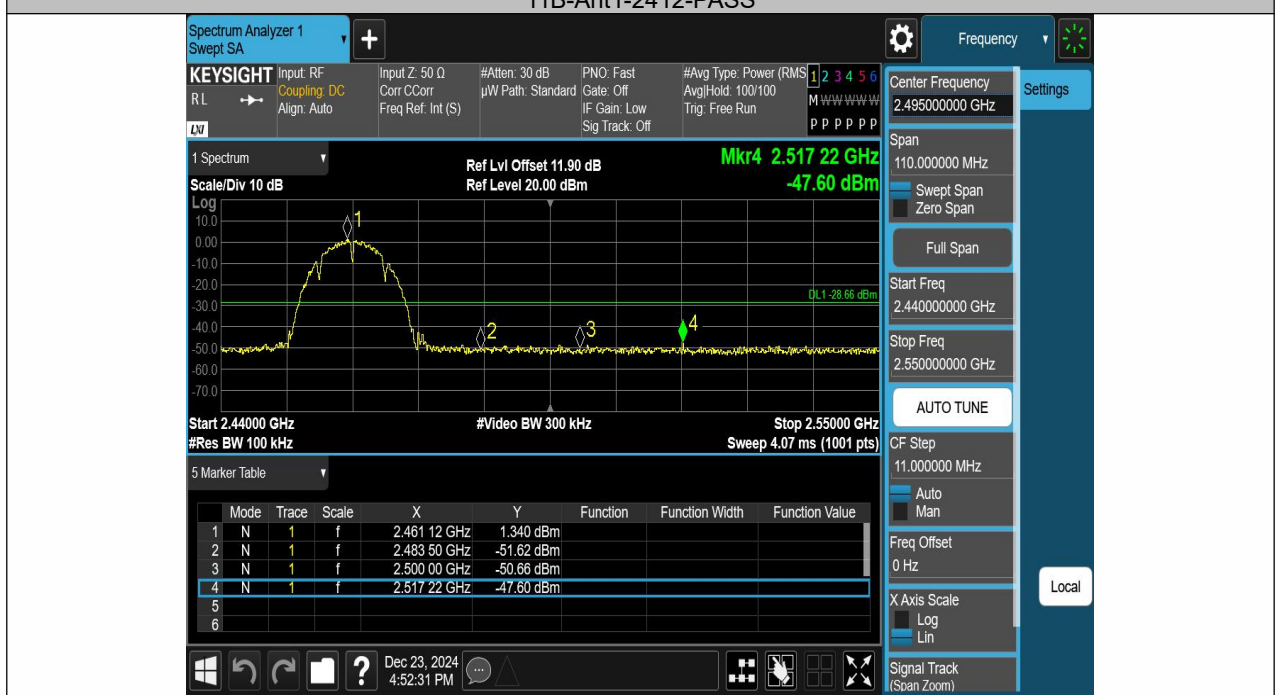 11B-Ant1-2412-PASS
Spectrum Analyzer 1
Swept SA
+
Frequency
KEYSIGHT
R L
LXI
Input: RF
Coupling: DC
Align: Auto
Input Z: 50 Ω
Corr CCorr
Freq Ref: Int (S)
#Atten: 30 dB
µW Path: Standard
PNO: Fast
Gate: Off
IF Gain: Low
Sig Track: Off
#Avg Type: Power (RMS
Avg|Hold: 100/100
Trig: Free Run
1 2 3 4 5 6
M W W W W W
P P P P P P
Center Frequency
2.495000000 GHz
Settings
Span
110.000000 MHz
Swept Span
Zero Span
Full Span
Start Freq
2.440000000 GHz
Stop Freq
2.550000000 GHz
AUTO TUNE
CF Step
11.000000 MHz
Auto
Man
Freq Offset
0 Hz
X Axis Scale
Log
Lin
Signal Track
(Span Zoom)
Local
1 Spectrum
Scale/Div 10 dB
Ref Lvl Offset 11.90 dB
Ref Level 20.00 dBm
Mkr4 2.517 22 GHz
-47.60 dBm
Log
10.0
0.00
-10.0
-20.0
-30.0
-40.0
-50.0
-60.0
-70.0
1
2
3
4
DL1 -28.66 dBm
Start 2.44000 GHz
#Res BW 100 kHz
#Video BW 300 kHz
Stop 2.55000 GHz
Sweep 4.07 ms (1001 pts)
5 Marker Table
Mode Trace Scale X Y Function Function Width Function Value
1 N 1 f 2.461 12 GHz 1.340 dBm
2 N 1 f 2.483 50 GHz -51.62 dBm
3 N 1 f 2.500 00 GHz -50.66 dBm
4 N 1 f 2.517 22 GHz -47.60 dBm
5
6
?
Dec 23, 2024
4:52:31 PM